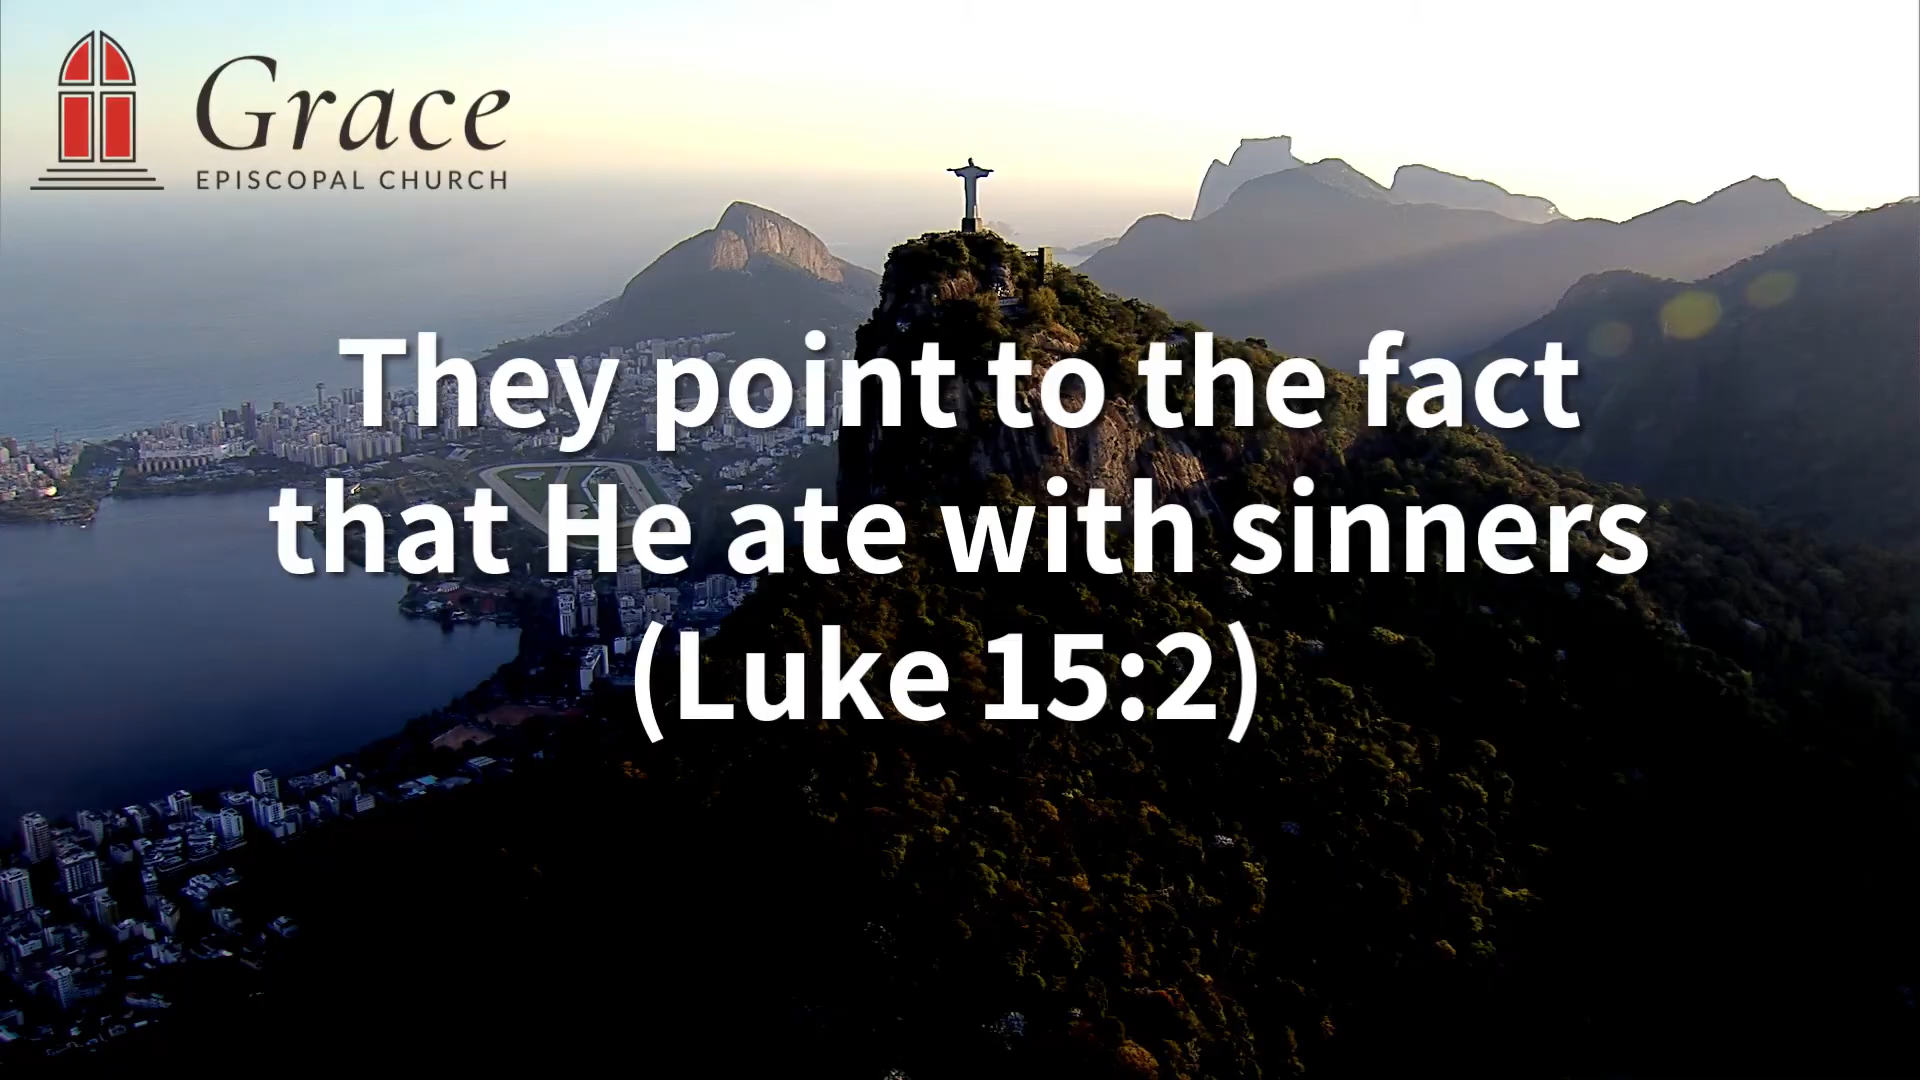 Grace
EPISCOPAL CHURCH
They point to the fact
that He ate with sinners
(Luke 15:2)